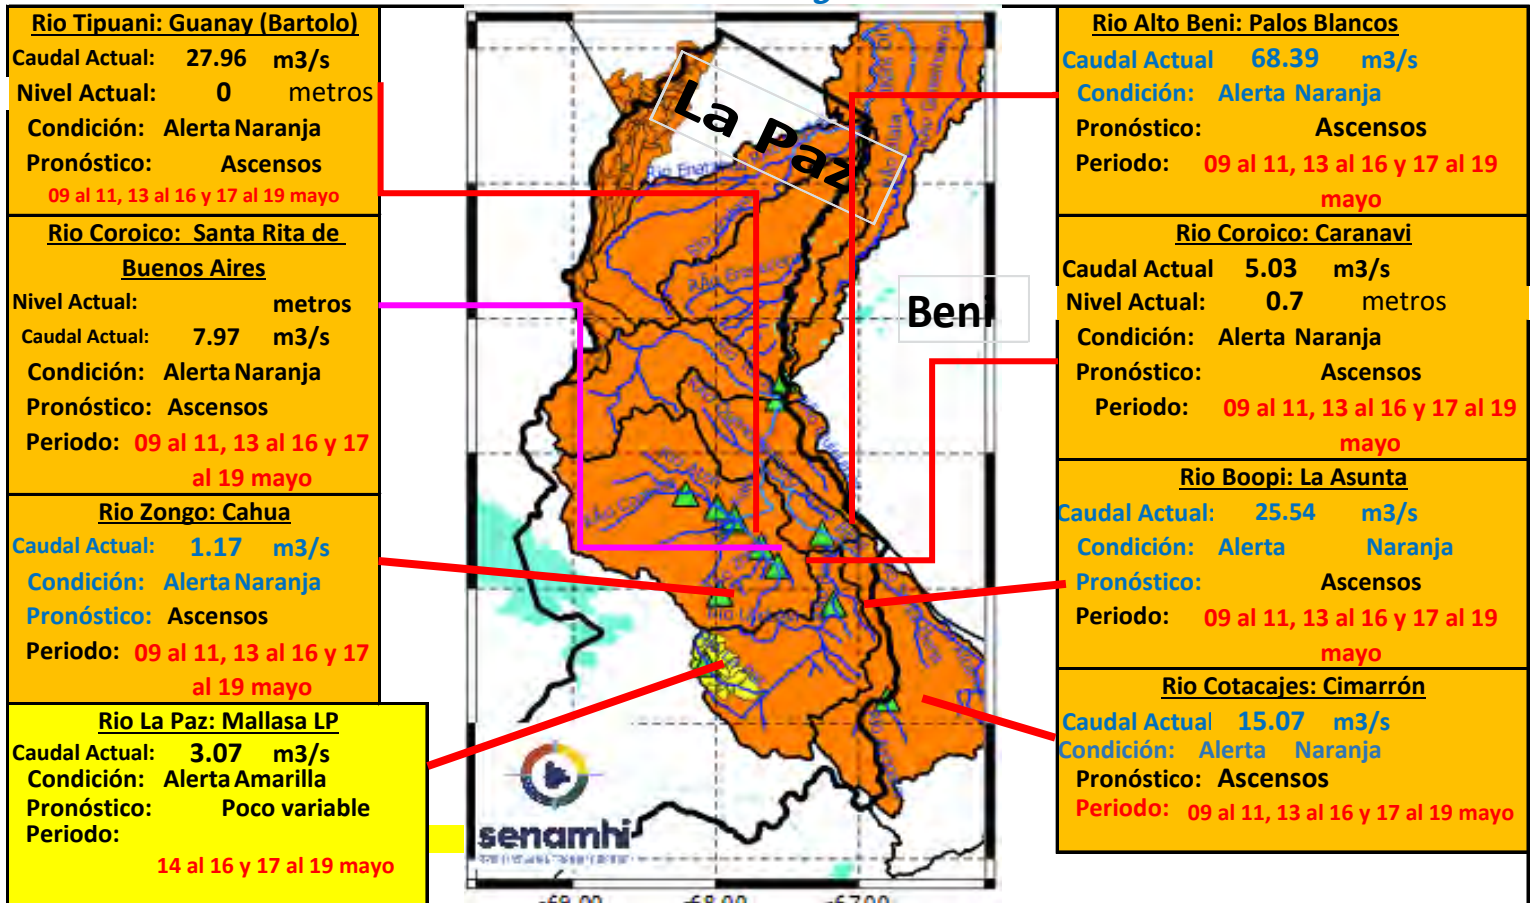 Rio Tipuani: Guanay (Bartolo)
Caudal Actual: 27.96 m3/s
Nivel Actual: 0 metros
Condición: Alerta Naranja
Pronóstico: Ascensos
09 al 11, 13 al 16 y 17 al 19 mayo
Rio Coroico: Santa Rita de
Buenos Aires
Nivel Actual: metros
Caudal Actual: 7.97 m3/s
Condición: Alerta Naranja
Pronóstico: Ascensos
Periodo: 09 al 11, 13 al 16 y 17
al 19 mayo
Rio Zongo: Cahua
Caudal Actual: 1.17 m3/s
Condición: Alerta Naranja
Pronóstico: Ascensos
Periodo: 09 al 11, 13 al 16 y 17
al 19 mayo
Rio La Paz: Mallasa LP
Caudal Actual: 3.07 m3/s
Condición: Alerta Amarilla
Pronóstico: Poco variable
Periodo:
14 al 16 y 17 al 19 mayo
La Paz
Beni
senamhi
-69.00 -68.00 -67.00
Rio Alto Beni: Palos Blancos
Caudal Actual 68.39 m3/s
Condición: Alerta Naranja
Pronóstico: Ascensos
Periodo: 09 al 11, 13 al 16 y 17 al 19
mayo
Rio Coroico: Caranavi
Caudal Actual 5.03 m3/s
Nivel Actual: 0.7 metros
Condición: Alerta Naranja
Pronóstico: Ascensos
Periodo: 09 al 11, 13 al 16 y 17 al 19
mayo
Rio Boopi: La Asunta
Caudal Actual: 25.54 m3/s
Condición: Alerta Naranja
Pronóstico: Ascensos
Periodo: 09 al 11, 13 al 16 y 17 al 19
mayo
Rio Cotacajes: Cimarrón
Caudal Actual 15.07 m3/s
Condición: Alerta Naranja
Pronóstico: Ascensos
Periodo: 09 al 11, 13 al 16 y 17 al 19 mayo